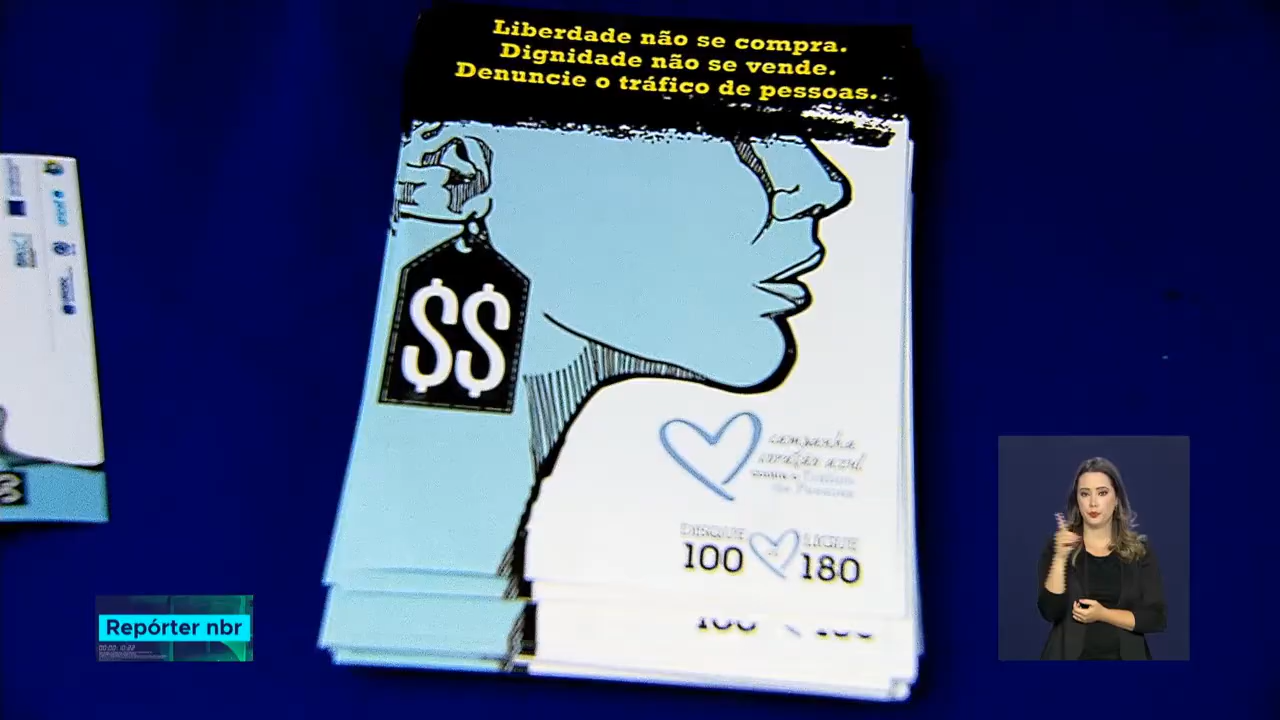 Liberdade não se compra.
Dignidade não se vende.
Denuncie o tráfico de pessoas.
$$
campanha
coração azul
DISQUE
100
LIGUE
180
unicef
Repórter nbr